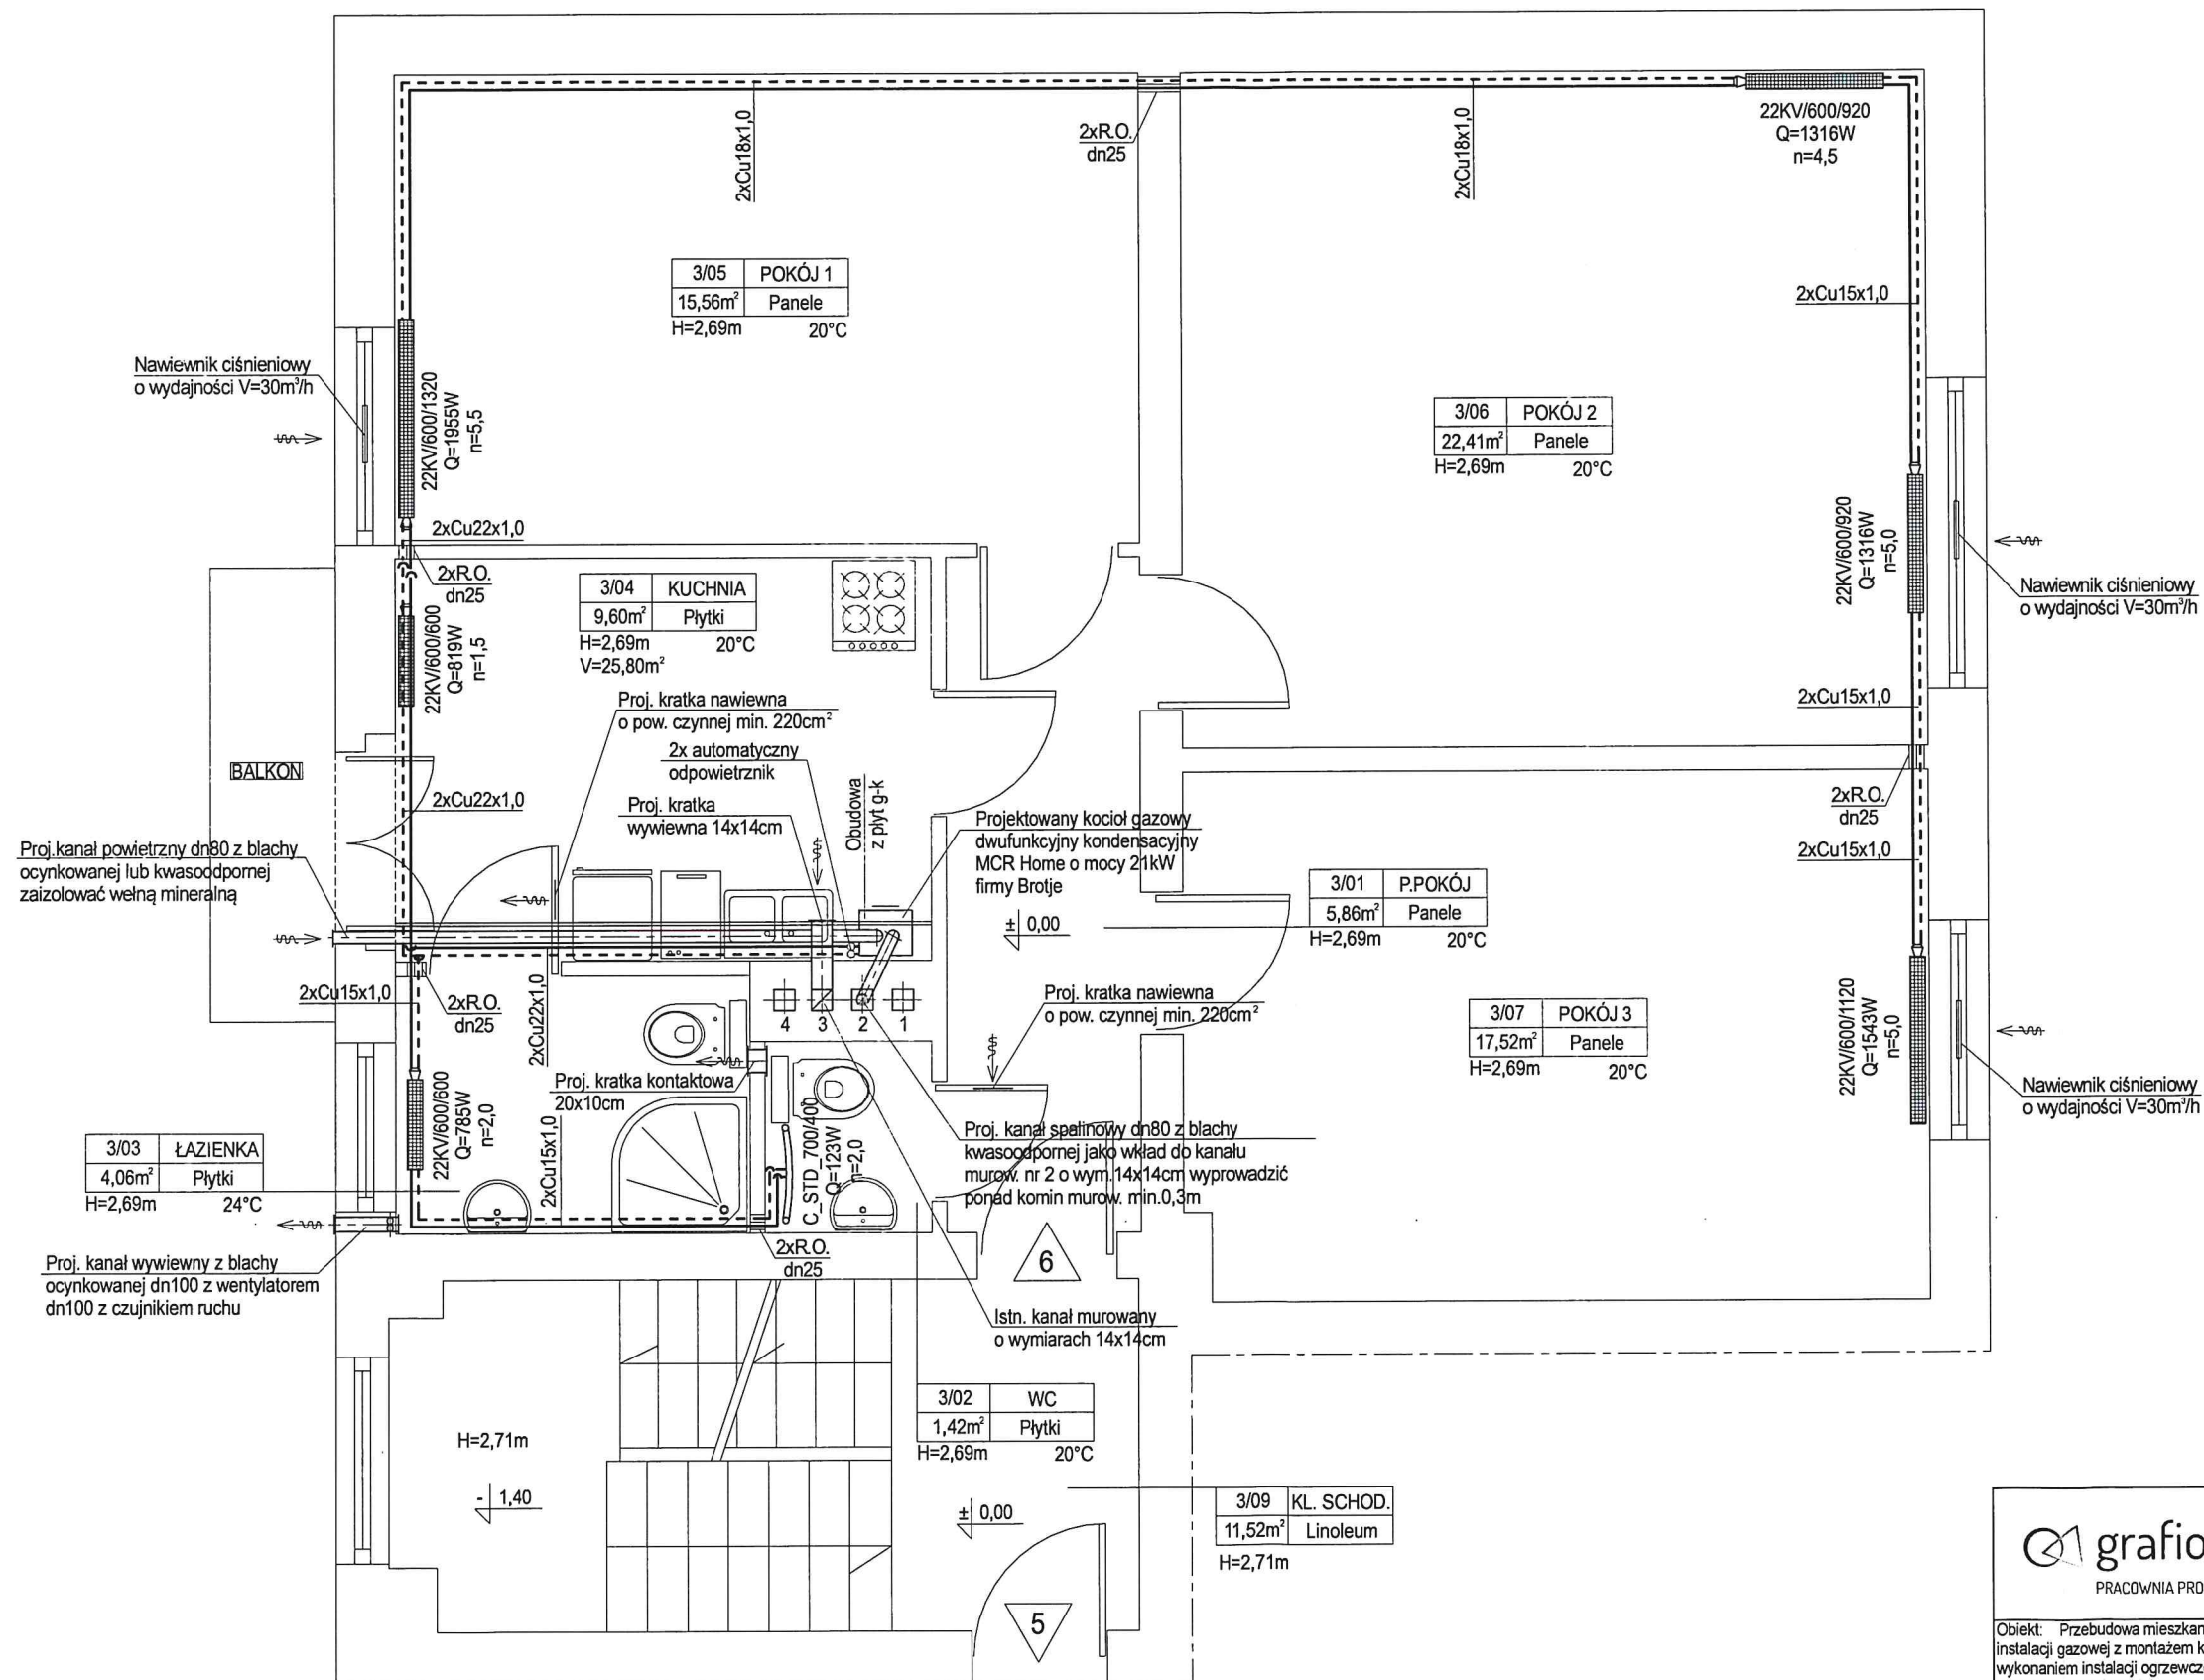 2xCu18x1,0
2xR.O.
dn25
2xCu18x1,0
22KV/600/920
Q=1316W
n=4,5
3/05 POKÓJ 1
15,56m² Panele
H=2,69m 20°C
2xCu15x1,0
Nawiewnik ciśnieniowy
o wydajności V=30m³/h
22KV/600/1320
Q=1955W
n=5,5
3/06 POKÓJ 2
22,41m² Panele
H=2,69m 20°C
2xCu22x1,0
2xR.O.
dn25
22KV/600/920
Q=1316W
n=5,0
Nawiewnik ciśnieniowy
o wydajności V=30m³/h
3/04 KUCHNIA
9,60m² Płytki
H=2,69m 20°C
V=25,80m²
22KV/600/600
Q=819W
n=1,5
Proj. kratka nawiewna
o pow. czynnej min. 220cm²
2xCu15x1,0
2x automatyczny
odpowietrznik
BALKON
2xCu22x1,0
Proj. kratka
wywiewna 14x14cm
Obudowa
z płyt g-k
Projektowany kocioł gazowy
dwufunkcyjny kondensacyjny
MCR Home o mocy 21kW
firmy Brotje
2xR.O.
dn25
2xCu15x1,0
Proj.kanał powietrzny dn80 z blachy
ocynkowanej lub kwasoodpornej
zaizolować wełną mineralną
3/01 P.POKÓJ
5,86m² Panele
H=2,69m 20°C
± 0,00
2xCu15x1,0
2xR.O.
dn25
2xCu22x1,0
4 3 2 1
Proj. kratka nawiewna
o pow. czynnej min. 220cm²
3/07 POKÓJ 3
17,52m² Panele
H=2,69m 20°C
22KV/600/1120
Q=1543W
n=5,0
Nawiewnik ciśnieniowy
o wydajności V=30m³/h
Proj. kratka kontaktowa
20x10cm
22KV/600/600
Q=785W
n=2,0
2xCu15x1,0
C_STD_700/400
Q=123W
n=2,0
Proj. kanał spalinowy dn80 z blachy
kwasoodpornej jako wkład do kanału
murow. nr 2 o wym.14x14cm wyprowadzić
ponad komin murow. min.0,3m
3/03 ŁAZIENKA
4,06m² Płytki
H=2,69m 24°C
2xR.O.
dn25
6
Proj. kanał wywiewny z blachy
ocynkowanej dn100 z wentylatorem
dn100 z czujnikiem ruchu
Istn. kanał murowany
o wymiarach 14x14cm
3/02 WC
1,42m² Płytki
H=2,69m 20°C
H=2,71m
- 1,40
± 0,00
3/09 KL. SCHOD.
11,52m² Linoleum
H=2,71m
5
grafio
PRACOWNIA PRO
Obiekt: Przebudowa mieszkan
instalacji gazowej z montażem k
wykonaniem instalacji ogrzewcz